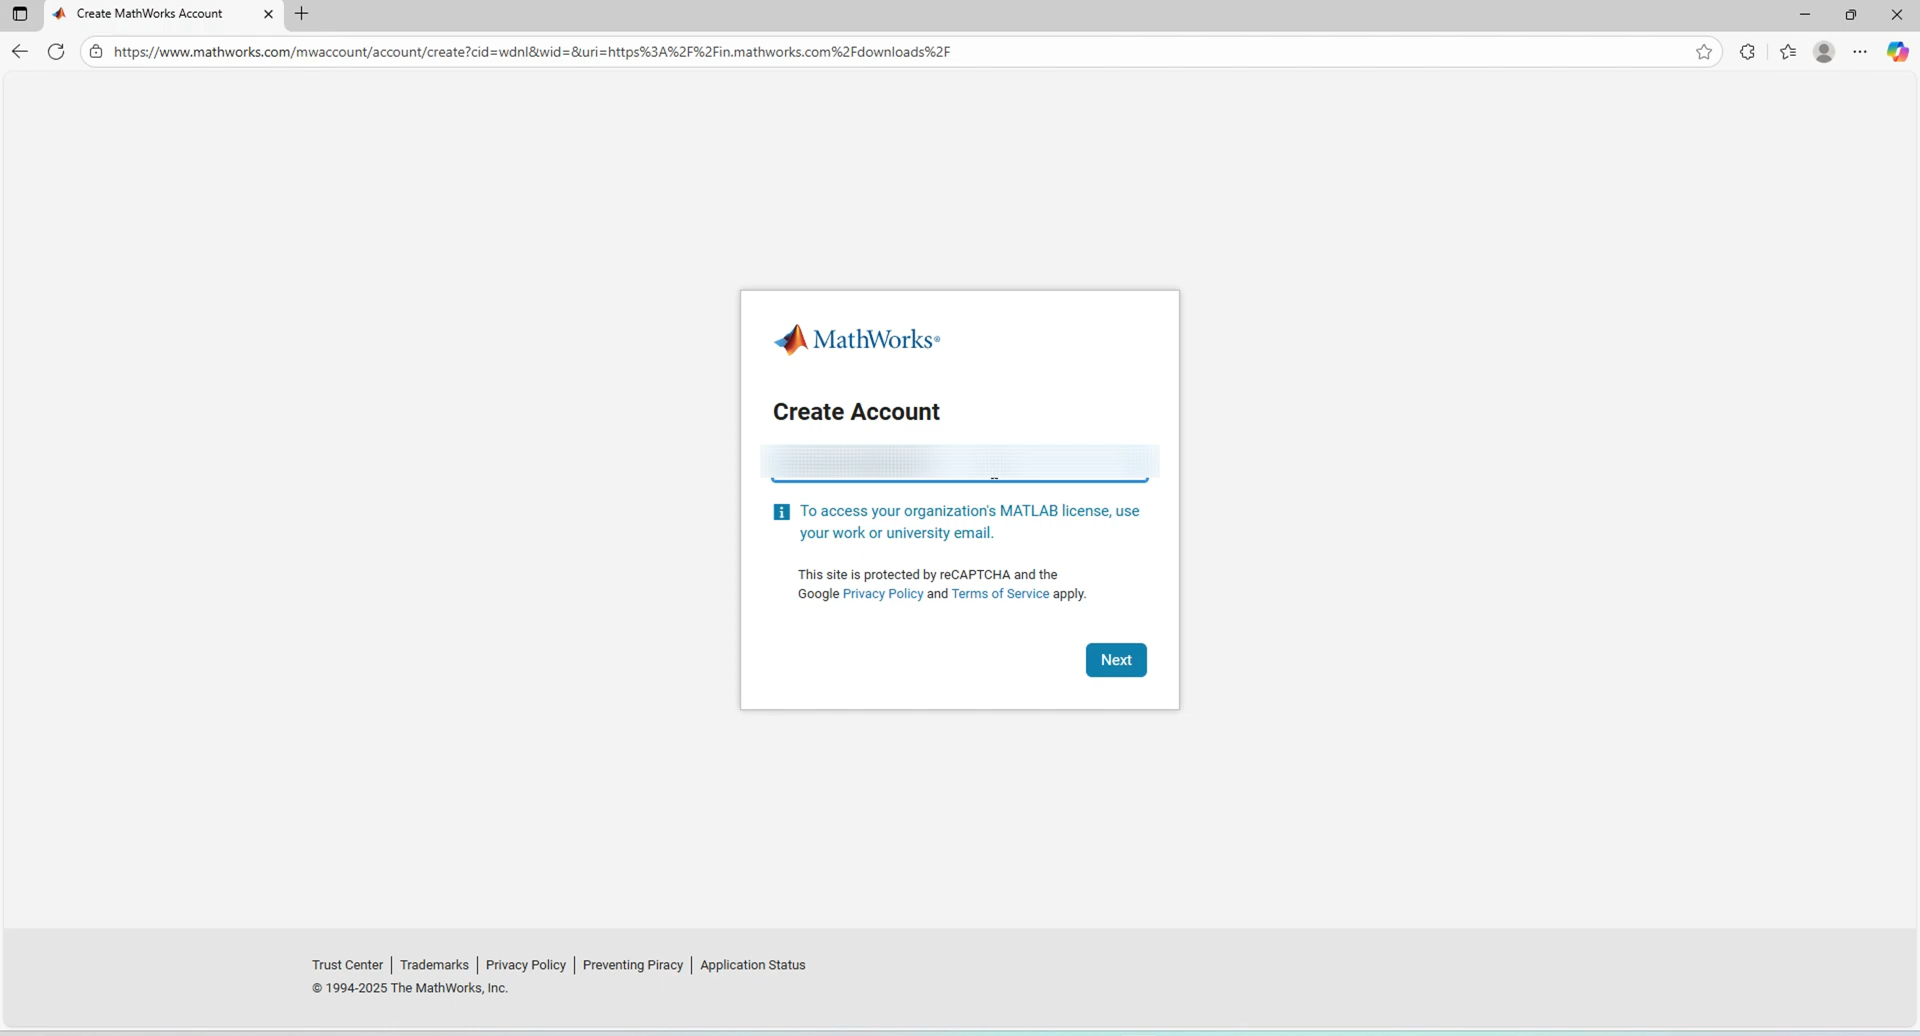 Create MathWorks Account
https://www.mathworks.com/mwaccount/account/create?cid=wdnl&wid=&uri=https%3A%2F%2Fin.mathworks.com%2Fdownloads%2F
MathWorks®
Create Account
To access your organization's MATLAB license, use
your work or university email.
This site is protected by reCAPTCHA and the
Google Privacy Policy and Terms of Service apply.
Next
Trust Center | Trademarks | Privacy Policy | Preventing Piracy | Application Status
© 1994-2025 The MathWorks, Inc.